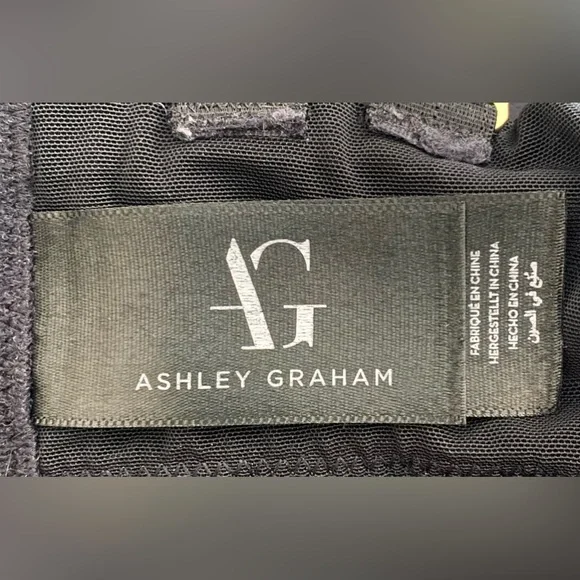 AG
ASHLEY GRAHAM
FABRIQUÉ EN CHINE
HERGESTELLT IN CHINA
HECHO EN CHINA
صنع في الصين